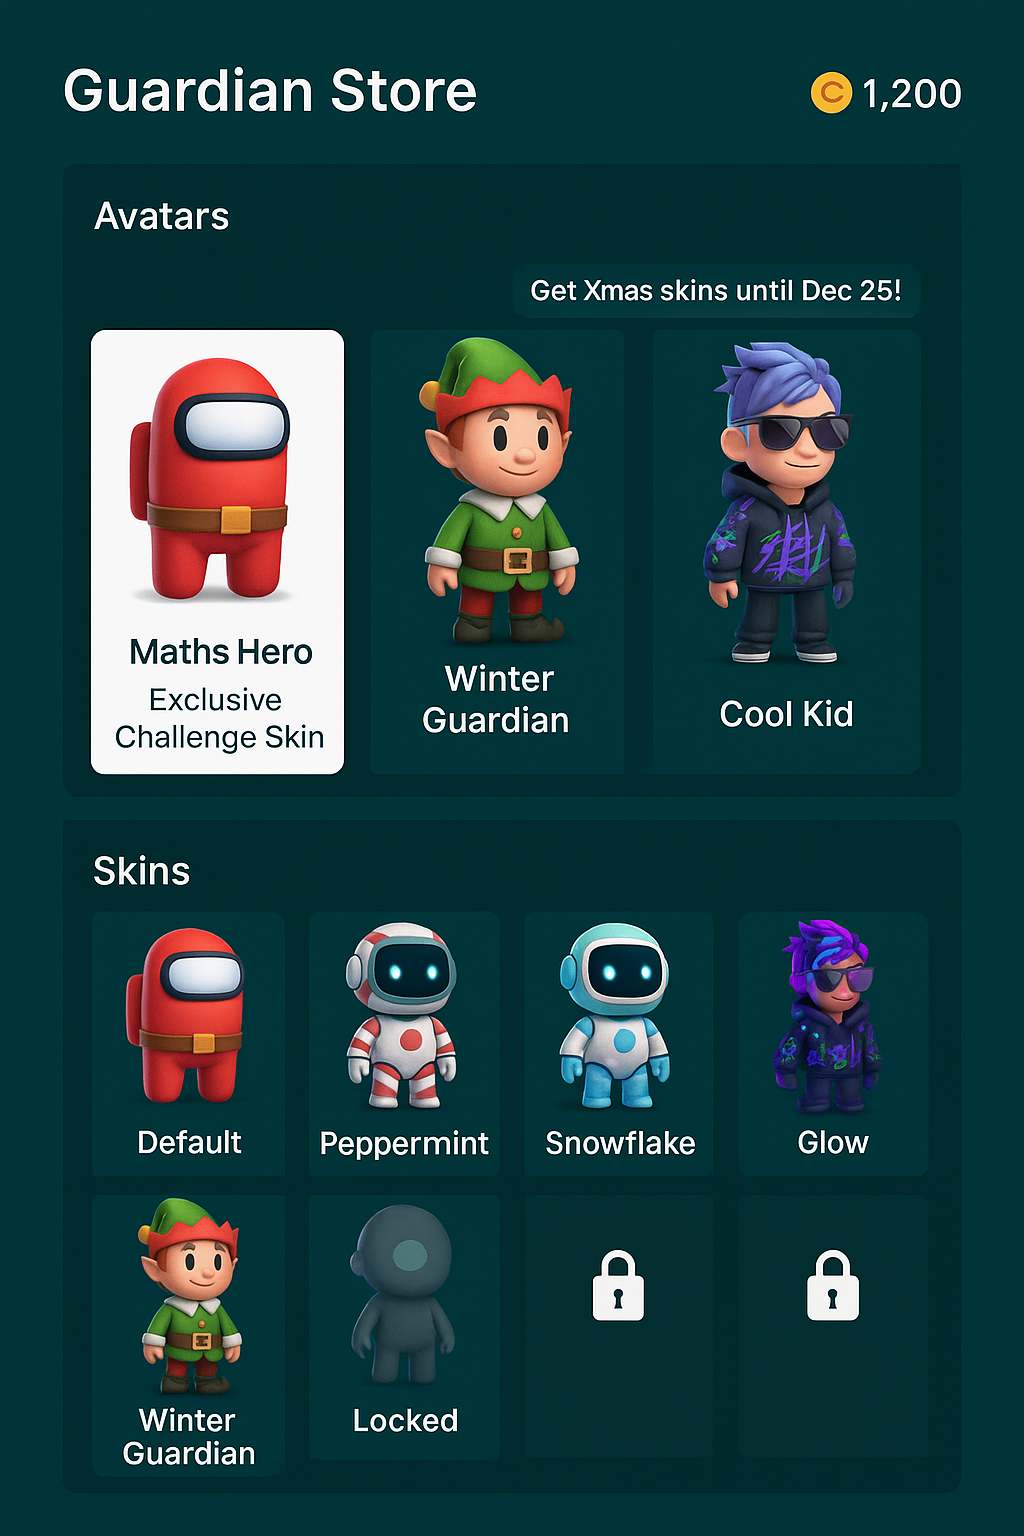 Guardian Store
C 1,200
Avatars
Get Xmas skins until Dec 25!
Maths Hero
Exclusive
Challenge Skin
Winter
Guardian
Cool Kid
Skins
Default
Peppermint
Snowflake
Glow
Winter
Guardian
Locked